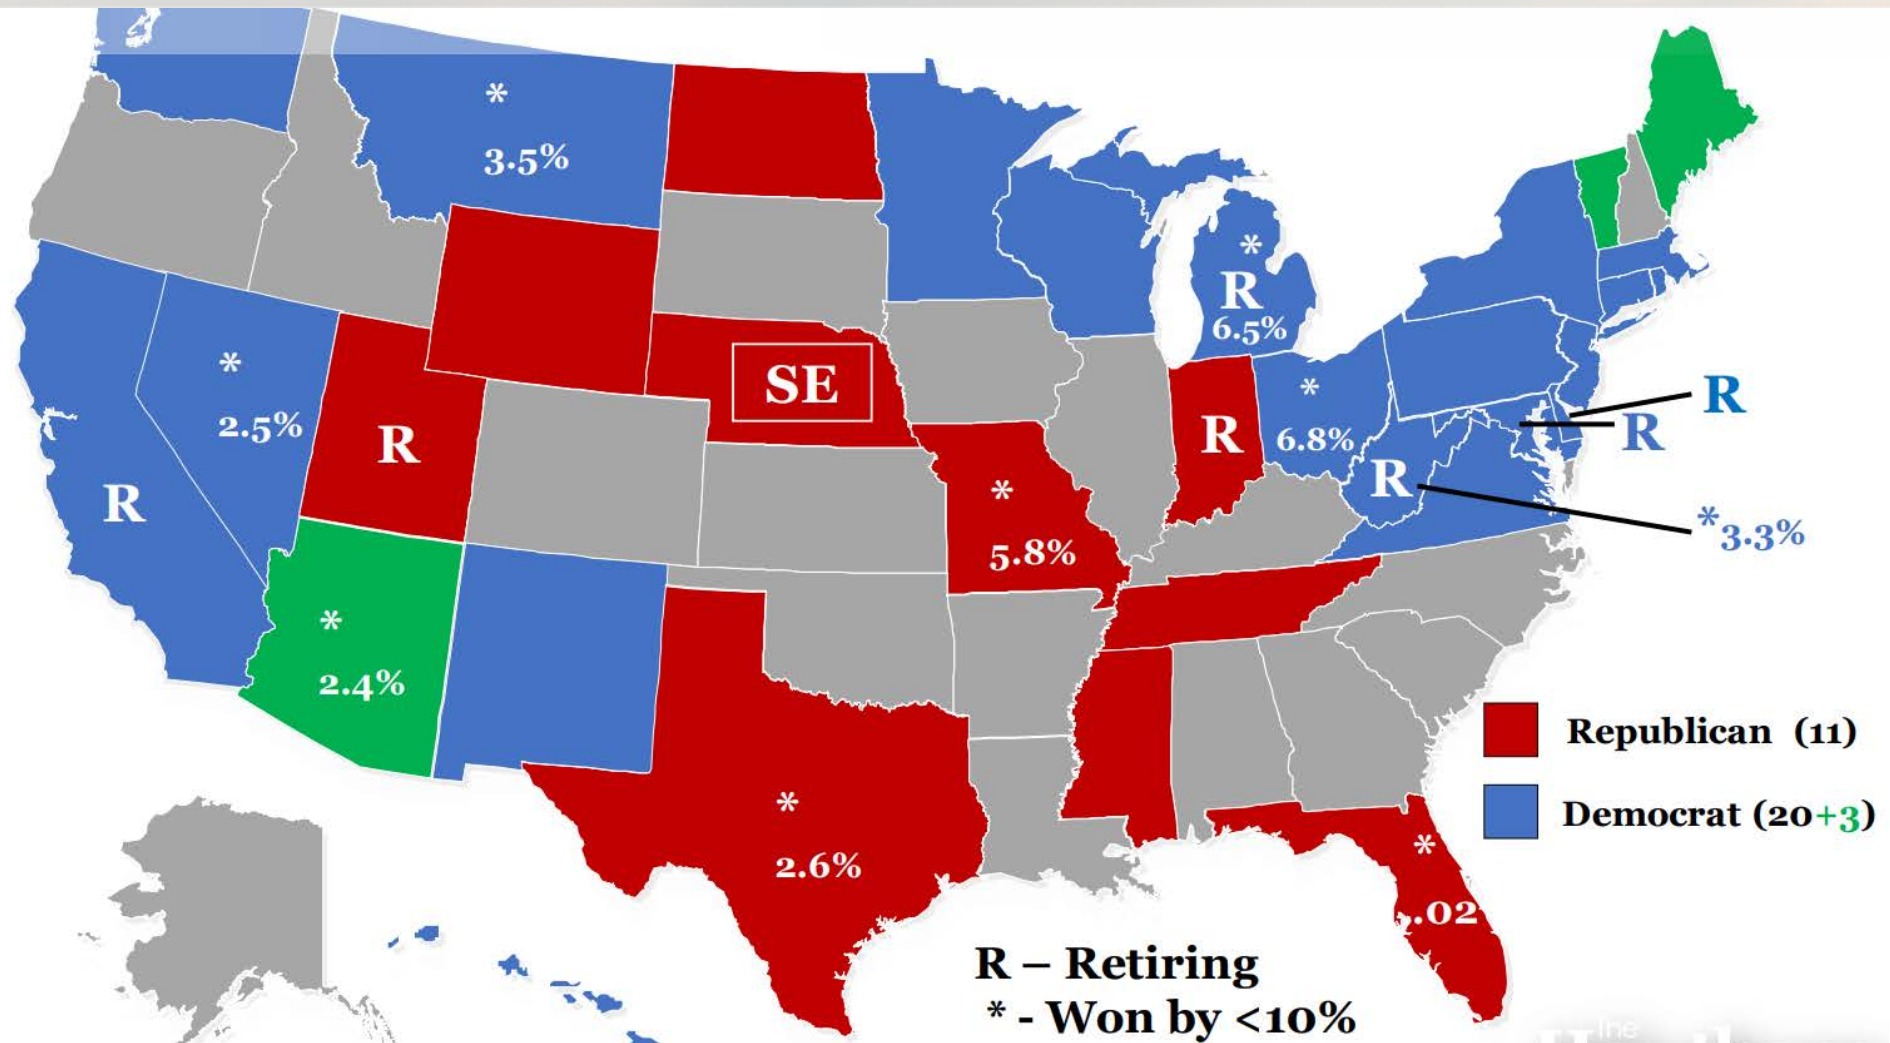 *
3.5%
*
R
6.5%
*
2.5%
SE
*
6.8%
R
R
R
R
R
R
*
5.8%
*3.3%
*
2.4%
Republican (11)
*
2.6%
Democrat (20+3)
*
.02
R – Retiring
* - Won by <10%
The